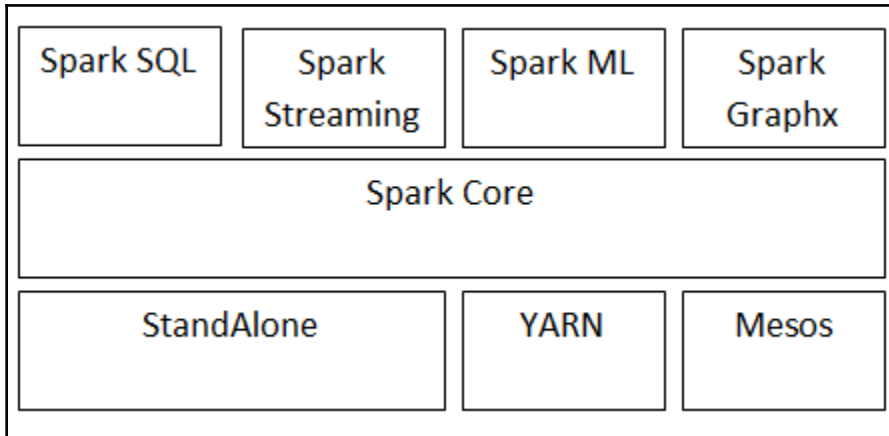 Spark SQL
Spark
Streaming
Spark ML
Spark
Graphx
Spark Core
StandAlone
YARN
Mesos